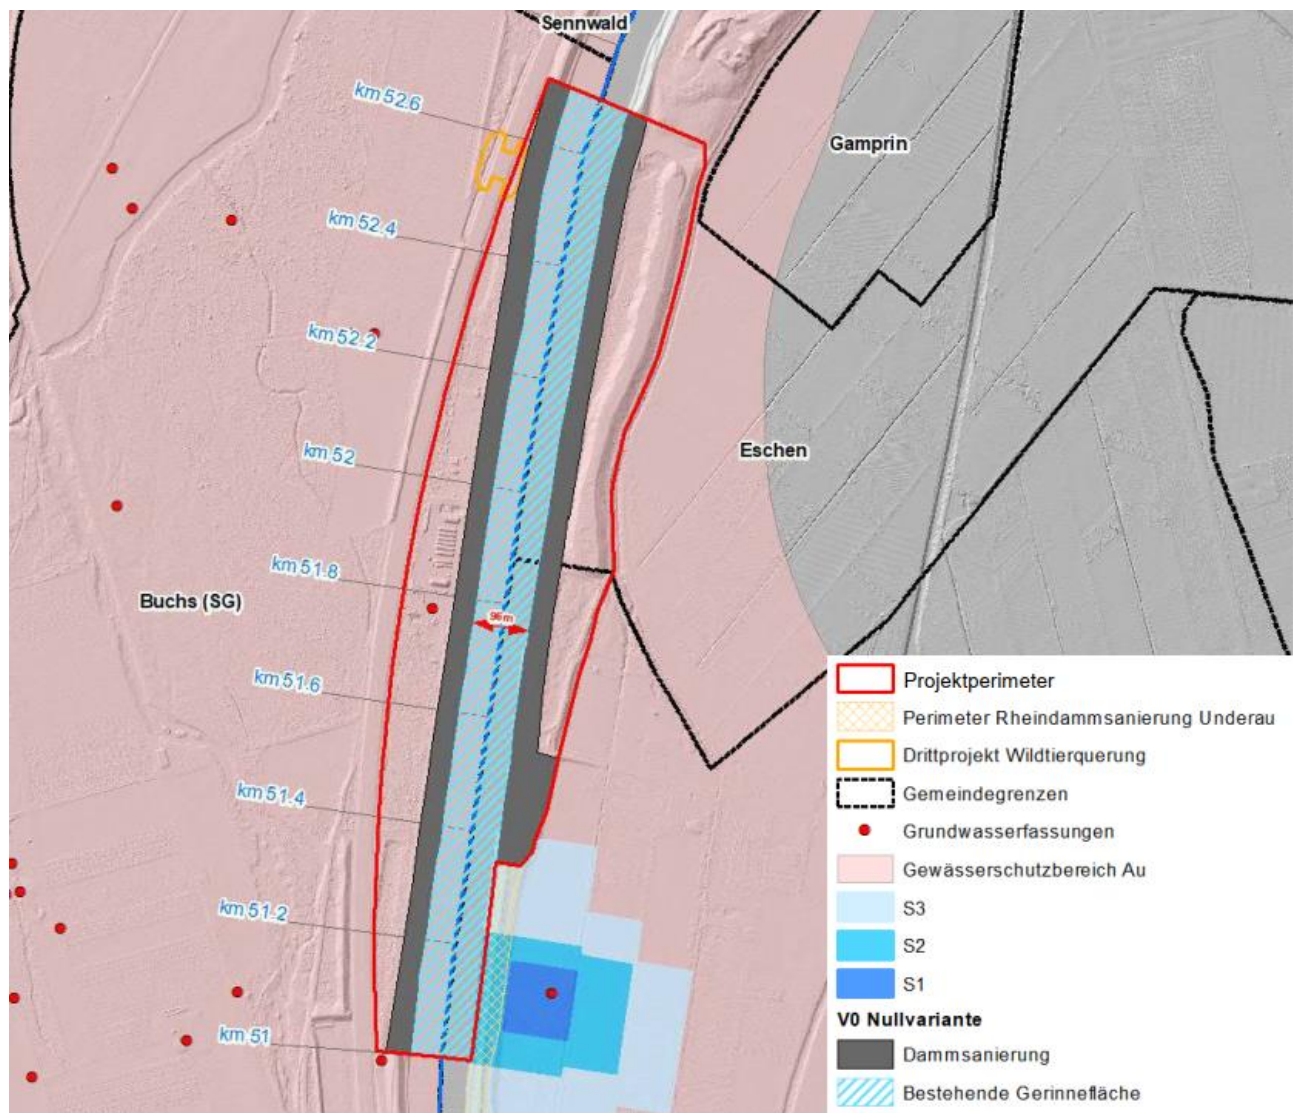 Sennwald
km 52.6
Gamprin
km 52.4
km 52.2
Eschen
km 52
km 51.8
Buchs (SG)
96m
km 51.6
km 51.4
km 51.2
km 51
Projektperimeter
Perimeter Rheindammsanierung Underau
Drittprojekt Wildtierquerung
Gemeindegrenzen
Grundwasserfassungen
Gewässerschutzbereich Au
S3
S2
S1
V0 Nullvariante
Dammsanierung
Bestehende Gerinnefläche